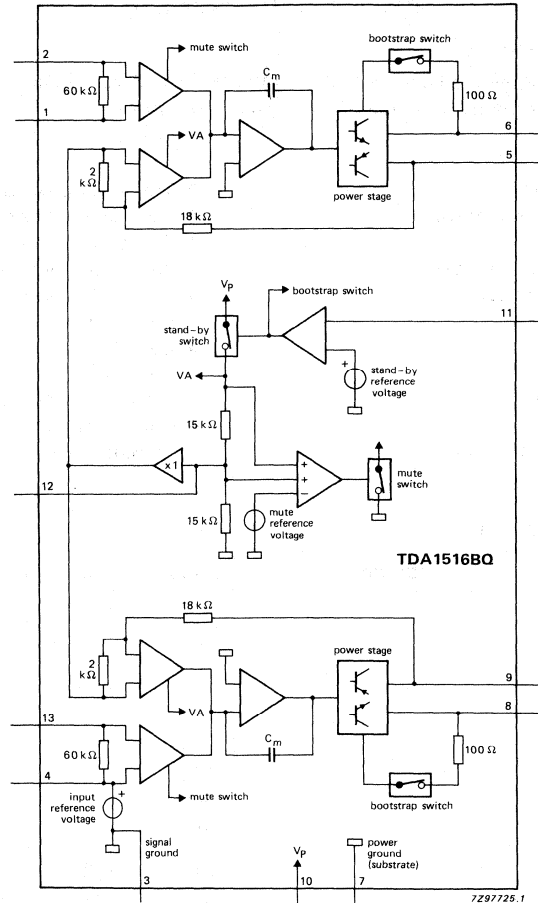 mute switch
bootstrap switch
2
60 kΩ
Cm
100 Ω
1
6
VA
5
2
kΩ
power stage
18 kΩ
VP
bootstrap switch
11
stand-by
switch
+
stand-by
reference
voltage
VA
15 kΩ
x 1
+
+
−
mute
switch
12
15 kΩ
mute
reference
voltage
TDA1516BQ
18 kΩ
power stage
2
kΩ
9
VA
8
13
Cm
60 kΩ
100 Ω
4
mute switch
input
reference
voltage
+
bootstrap switch
signal
ground
VP
power
ground
(substrate)
3
10
7
7Z97725.1